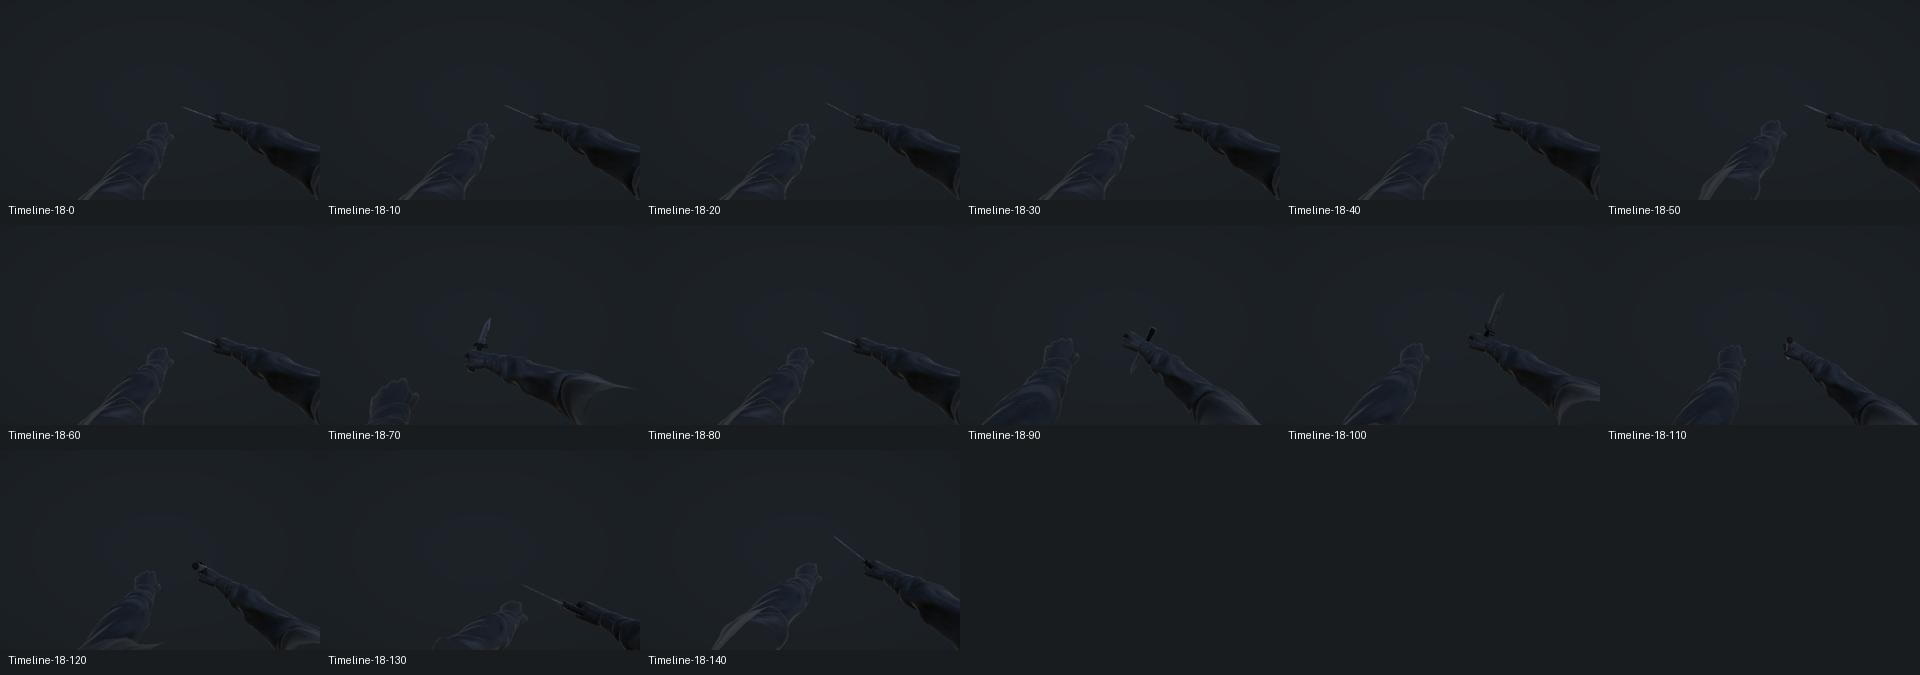 Timeline-18-0
Timeline-18-10
Timeline-18-20
Timeline-18-30
Timeline-18-40
Timeline-18-50
Timeline-18-60
Timeline-18-70
Timeline-18-80
Timeline-18-90
Timeline-18-100
Timeline-18-110
Timeline-18-120
Timeline-18-130
Timeline-18-140